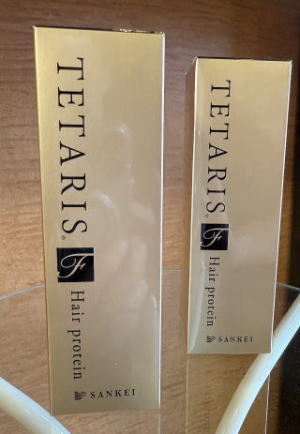 TETARIS®
F
Hair protein
SANKEI
TETARIS®
F
Hair protein
SANKEI